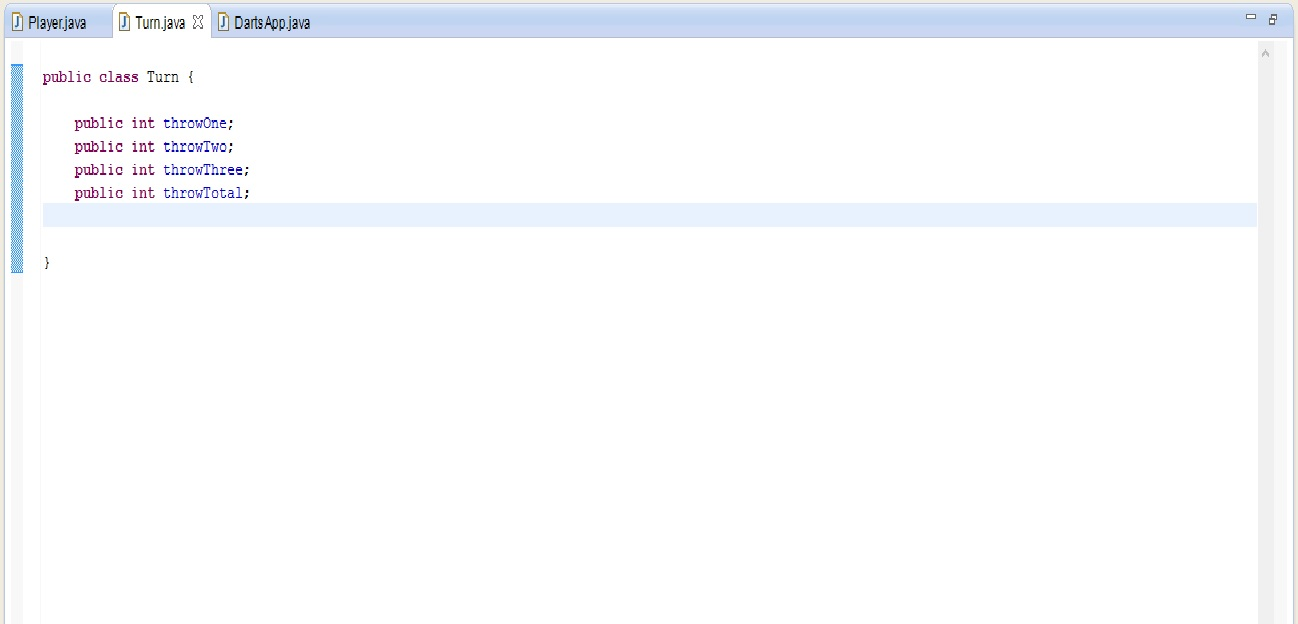 Player.java Turn.java DartsApp.java
public class Turn {
public int throwOne;
public int throwTwo;
public int throwThree;
public int throwTotal;
}